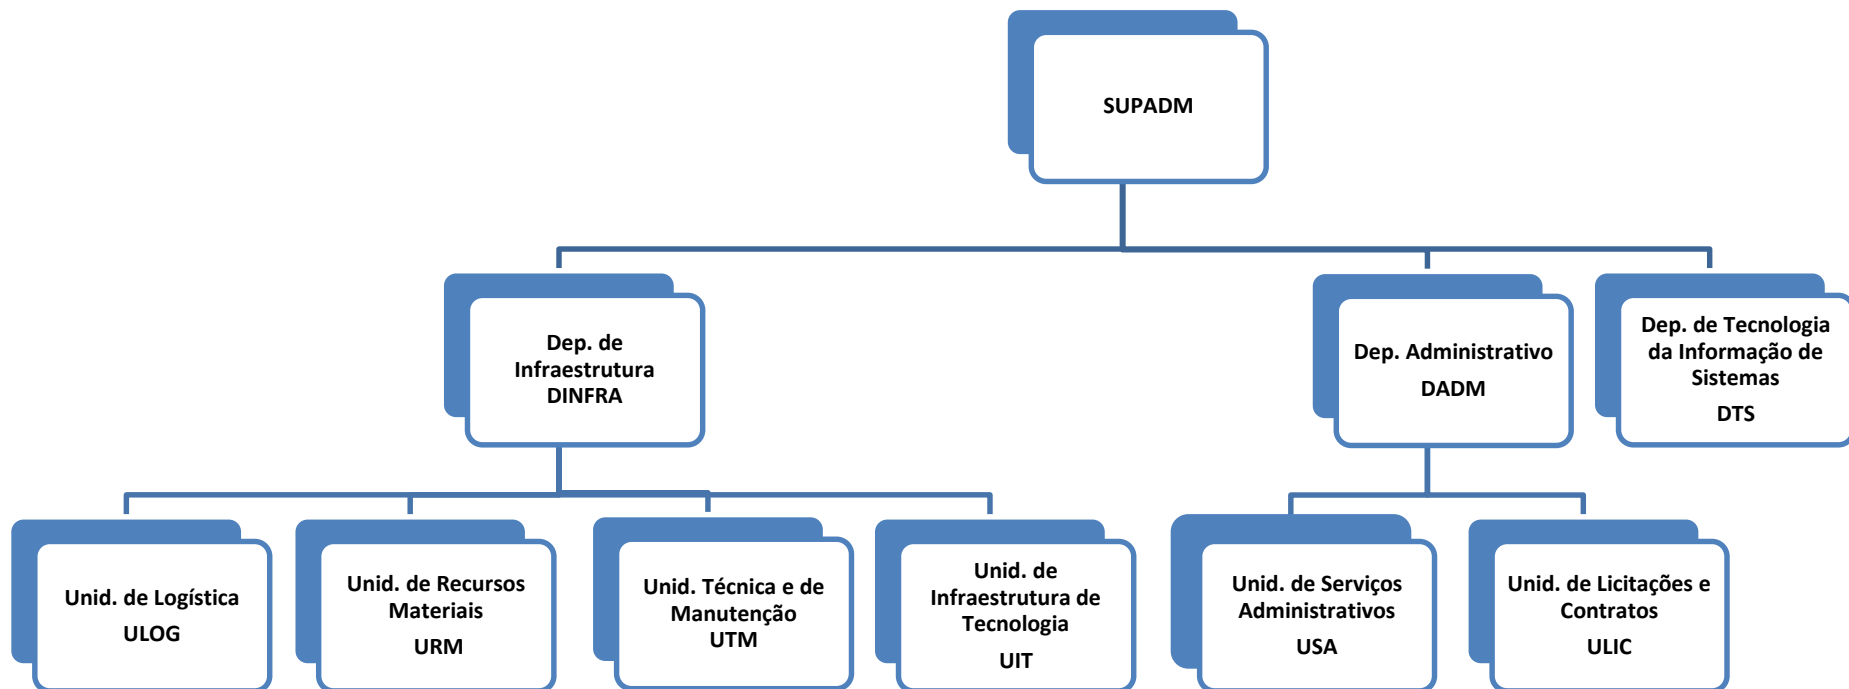 SUPADM
Dep. de
Infraestrutura
DINFRA
Dep. Administrativo
DADM
Dep. de Tecnologia
da Informação de
Sistemas
DTS
Unid. de Logística
ULOG
Unid. de Recursos
Materiais
URM
Unid. Técnica e de
Manutenção
UTM
Unid. de
Infraestrutura de
Tecnologia
UIT
Unid. de Serviços
Administrativos
USA
Unid. de Licitações e
Contratos
ULIC